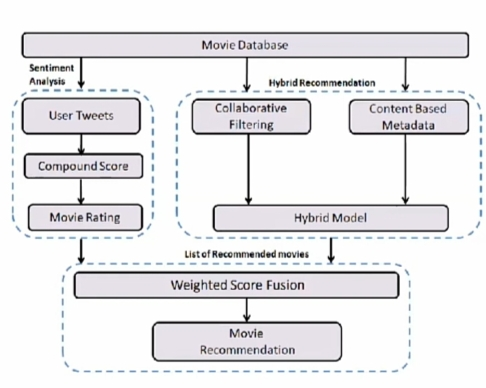 Movie Database
Sentiment
Analysis
Hybrid Recommendation
User Tweets
Collaborative
Filtering
Content Based
Metadata
Compound Score
Movie Rating
Hybrid Model
List of Recommended movies
Weighted Score Fusion
Movie
Recommendation